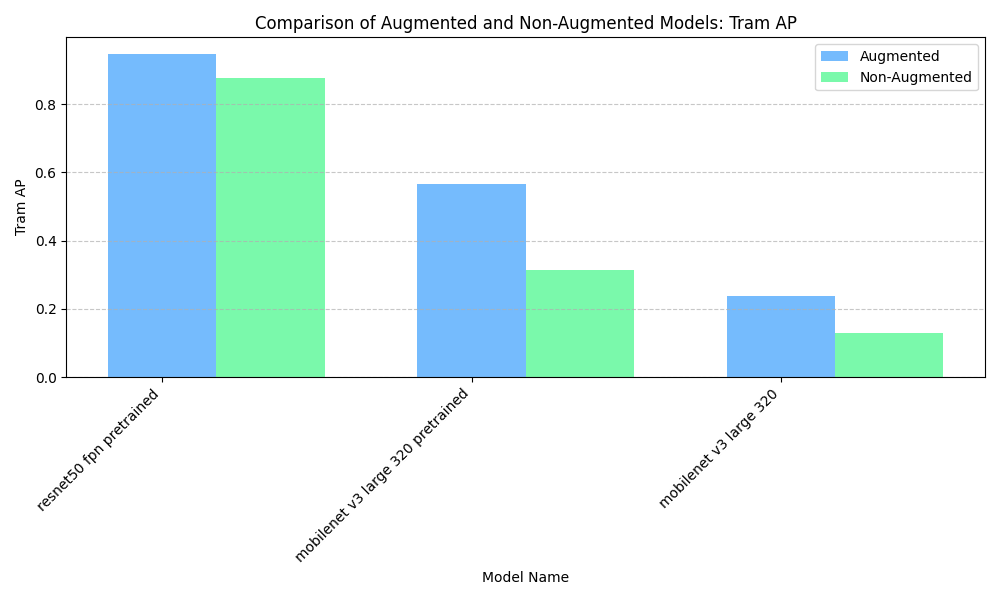 Comparison of Augmented and Non-Augmented Models: Tram AP
Augmented
Non-Augmented
Tram AP
0.8
0.6
0.4
0.2
0.0
resnet50 fpn pretrained
mobilenet v3 large 320 pretrained
mobilenet v3 large 320
Model Name